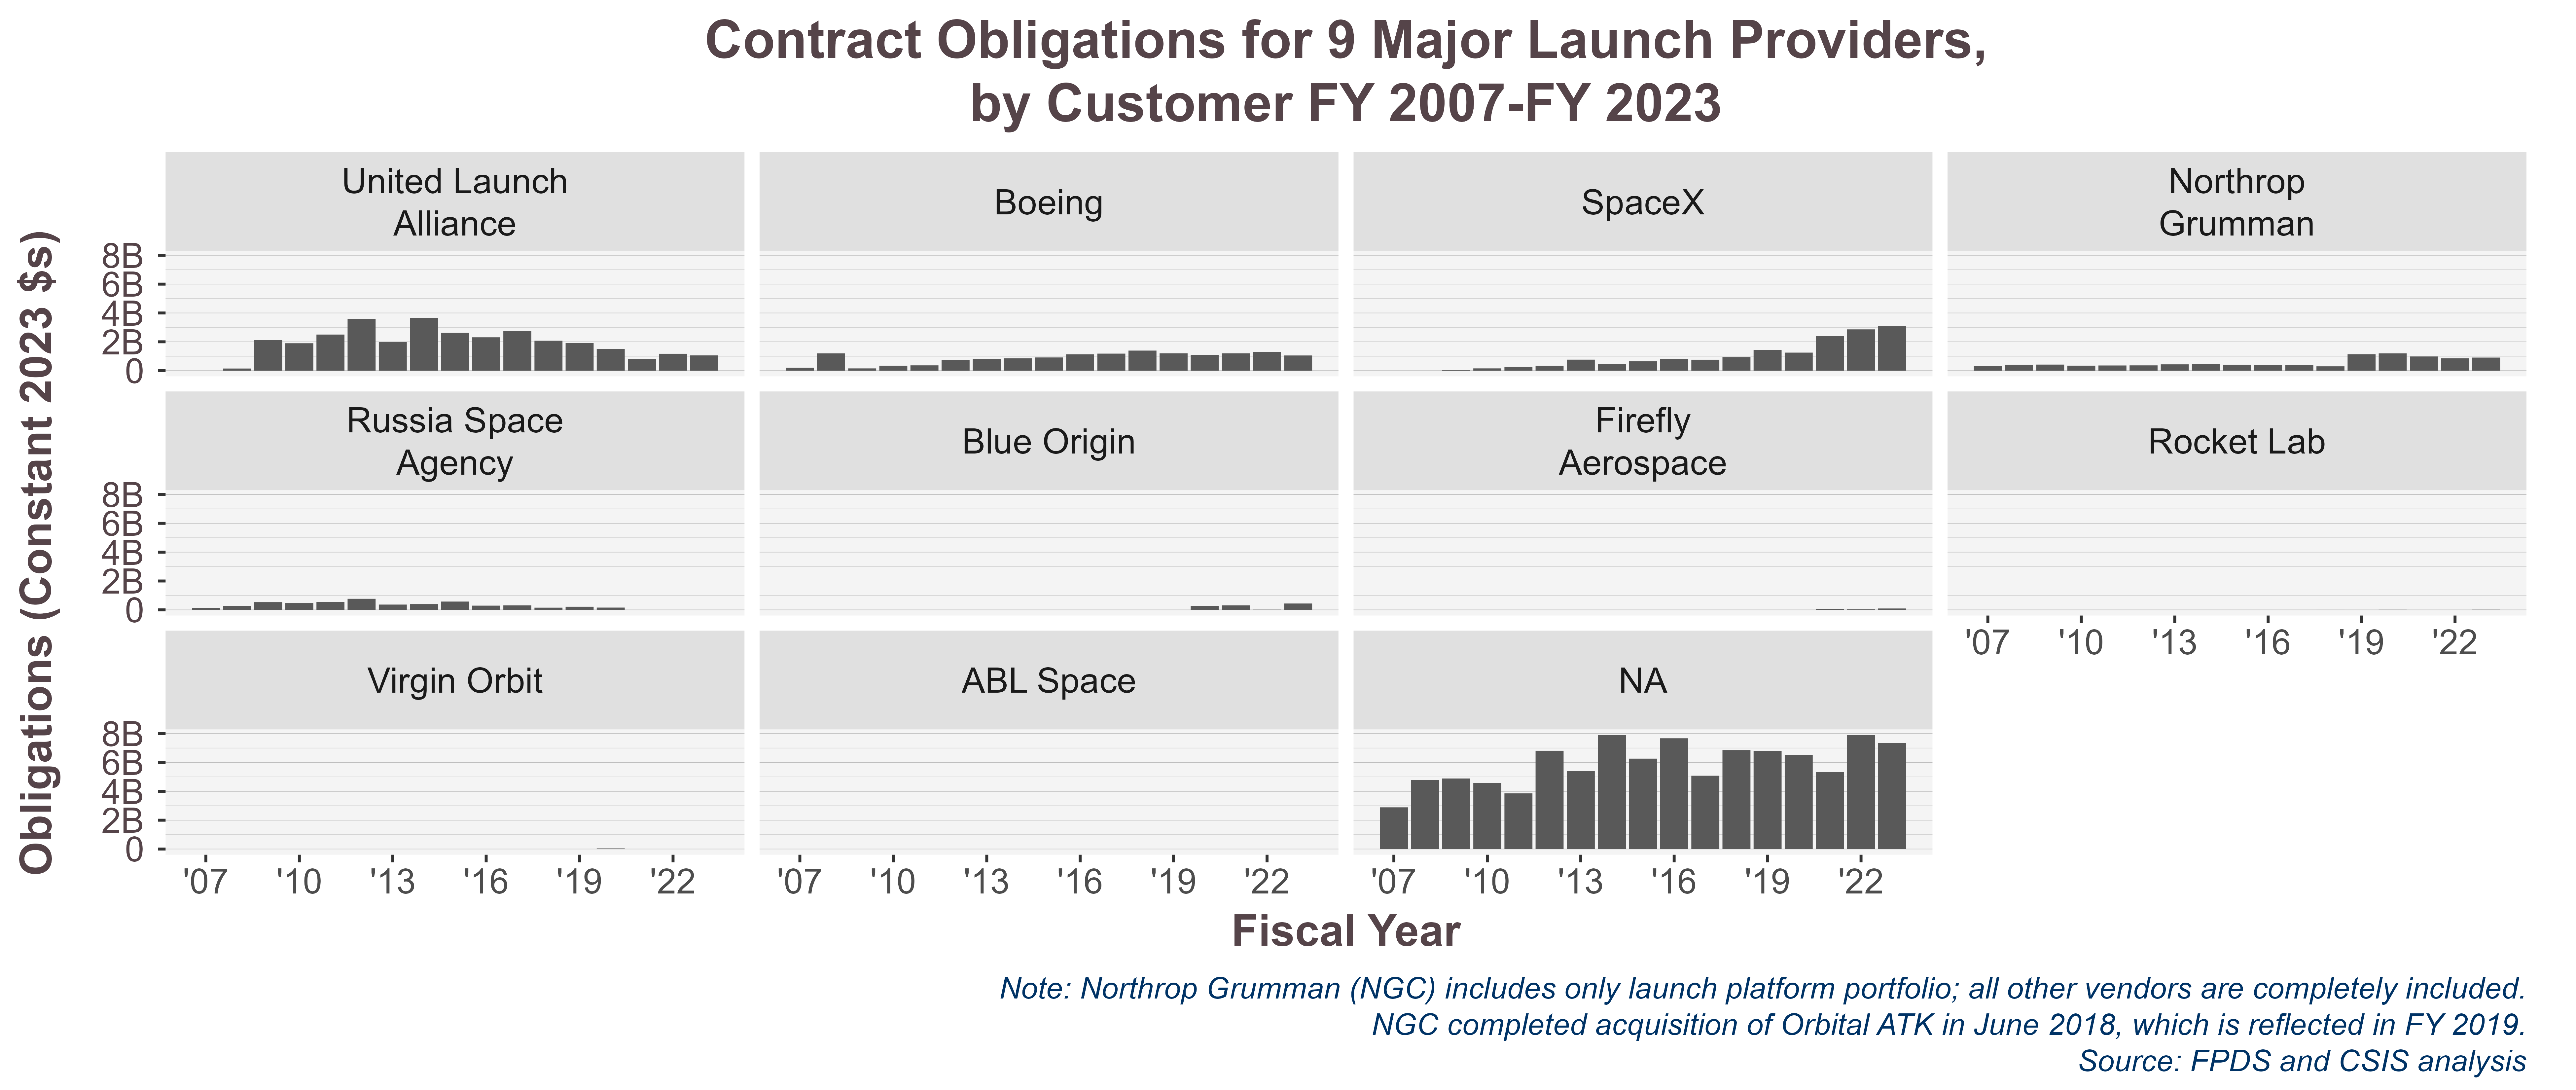 Contract Obligations for 9 Major Launch Providers,
by Customer FY 2007-FY 2023
Obligations (Constant 2023 $s)
United Launch
Alliance
Boeing
SpaceX
Northrop
Grumman
8B
6B
4B
2B
0
Russia Space
Agency
Blue Origin
Firefly
Aerospace
Rocket Lab
8B
6B
4B
2B
0
'07 '10 '13 '16 '19 '22
Virgin Orbit
ABL Space
NA
8B
6B
4B
2B
0
'07 '10 '13 '16 '19 '22
'07 '10 '13 '16 '19 '22
'07 '10 '13 '16 '19 '22
Fiscal Year
Note: Northrop Grumman (NGC) includes only launch platform portfolio; all other vendors are completely included.
NGC completed acquisition of Orbital ATK in June 2018, which is reflected in FY 2019.
Source: FPDS and CSIS analysis